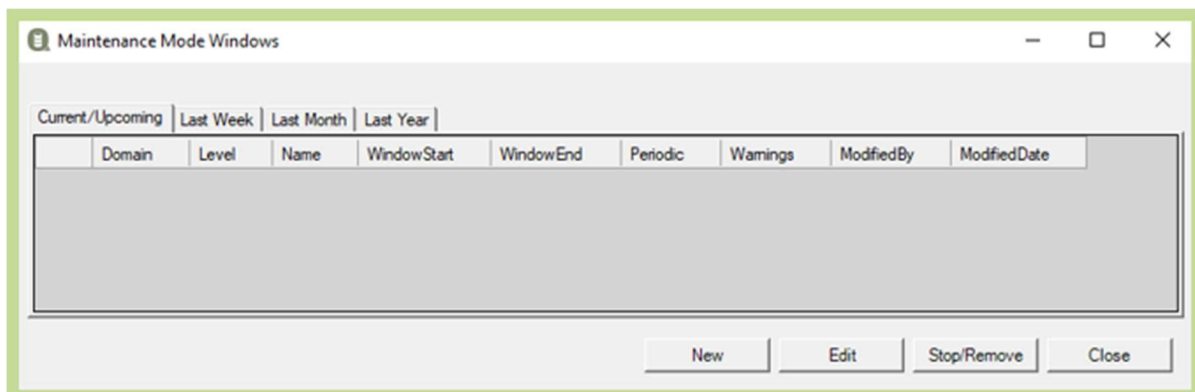 Maintenance Mode Windows
Current/Upcoming Last Week Last Month Last Year
Domain Level Name WindowStart WindowEnd Periodic Warnings ModifiedBy ModifiedDate
New Edit Stop/Remove Close